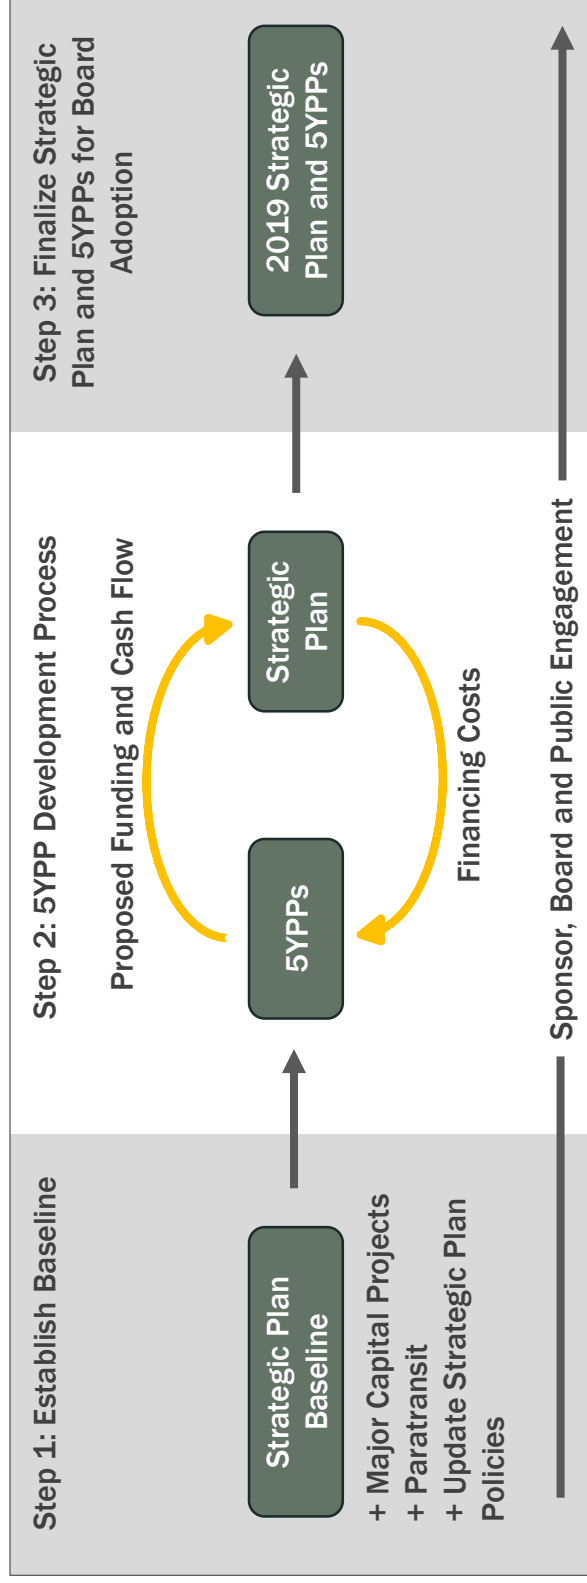 Step 1: Establish Baseline
Strategic Plan
Baseline
+ Major Capital Projects
+ Paratransit
+ Update Strategic Plan
Policies
Step 2: 5YPP Development Process
Proposed Funding and Cash Flow
5YPPs
Strategic
Plan
Financing Costs
Step 3: Finalize Strategic
Plan and 5YPPs for Board
Adoption
2019 Strategic
Plan and 5YPPs
Sponsor, Board and Public Engagement